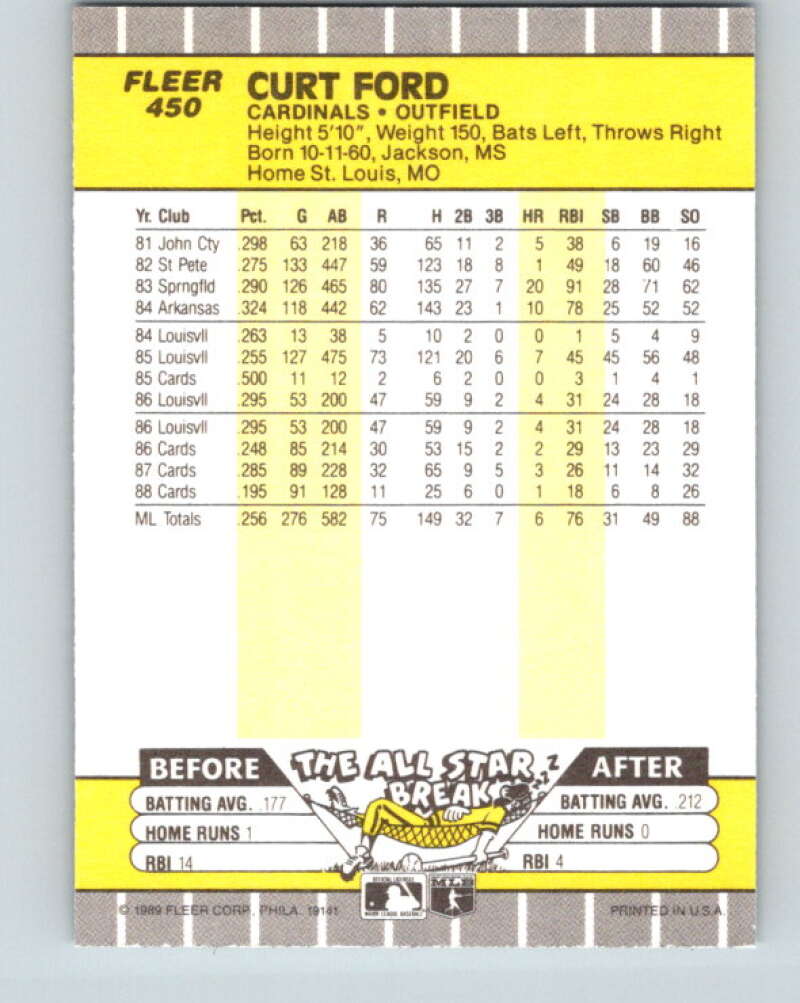 FLEER
450
CURT FORD
CARDINALS • OUTFIELD
Height 5'10", Weight 150, Bats Left, Throws Right
Born 10-11-60, Jackson, MS
Home St. Louis, MO
Yr. Club Pct. G AB R H 2B 3B HR RBI SB BB SO
81 John Cty .298 63 218 36 65 11 2 5 38 6 19 16
82 St Pete .275 133 447 59 123 18 8 1 49 18 60 46
83 Sprngfld .290 126 465 80 135 27 7 20 91 28 71 62
84 Arkansas .324 118 442 62 143 23 1 10 78 25 52 52
84 Louisvll .263 13 38 5 10 2 0 0 1 5 4 9
85 Louisvll .255 127 475 73 121 20 6 7 45 45 56 48
85 Cards .500 11 12 2 6 2 0 0 3 1 4 1
86 Louisvll .295 53 200 47 59 9 2 4 31 24 28 18
86 Louisvll .295 53 200 47 59 9 2 4 31 24 28 18
86 Cards .248 85 214 30 53 15 2 2 29 13 23 29
87 Cards .285 89 228 32 65 9 5 3 26 11 14 32
88 Cards .195 91 128 11 25 6 0 1 18 6 8 26
ML Totals .256 276 582 75 149 32 7 6 76 31 49 88
BEFORE THE ALL STAR BREAK ZZZ AFTER
BATTING AVG. .177 BATTING AVG. .212
HOME RUNS 1 HOME RUNS 0
RBI 14 RBI 4
MLB
MAJOR LEAGUE BASEBALL
© 1989 FLEER CORP., PHILA. 19141 PRINTED IN U.S.A.